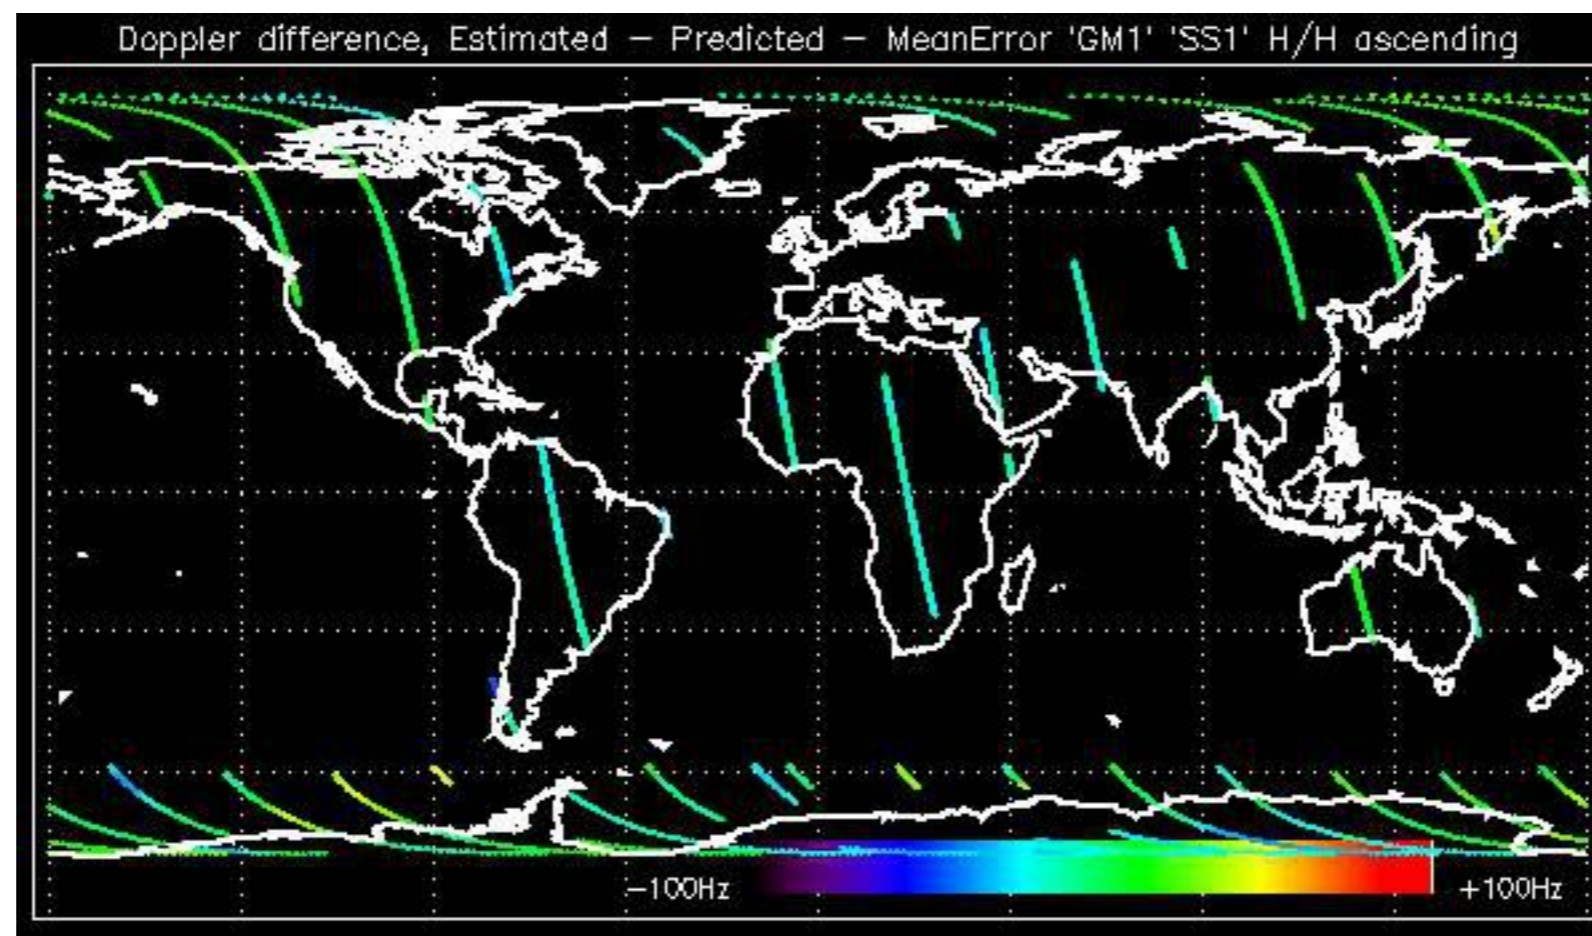 Doppler difference, Estimated – Predicted – MeanError 'GM1' 'SS1' H/H ascending
–100Hz
+100Hz